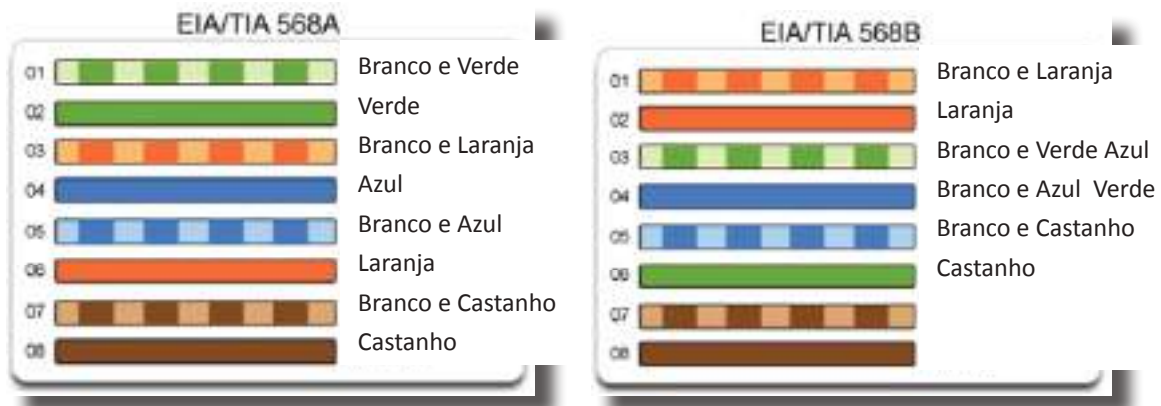 EIA/TIA 568A
01 Branco e Verde
02 Verde
03 Branco e Laranja
04 Azul
05 Branco e Azul
06 Laranja
07 Branco e Castanho
08 Castanho
EIA/TIA 568B
01 Branco e Laranja
02 Laranja
03 Branco e Verde Azul
04 Branco e Azul Verde
05 Branco e Castanho
06 Castanho
07
08